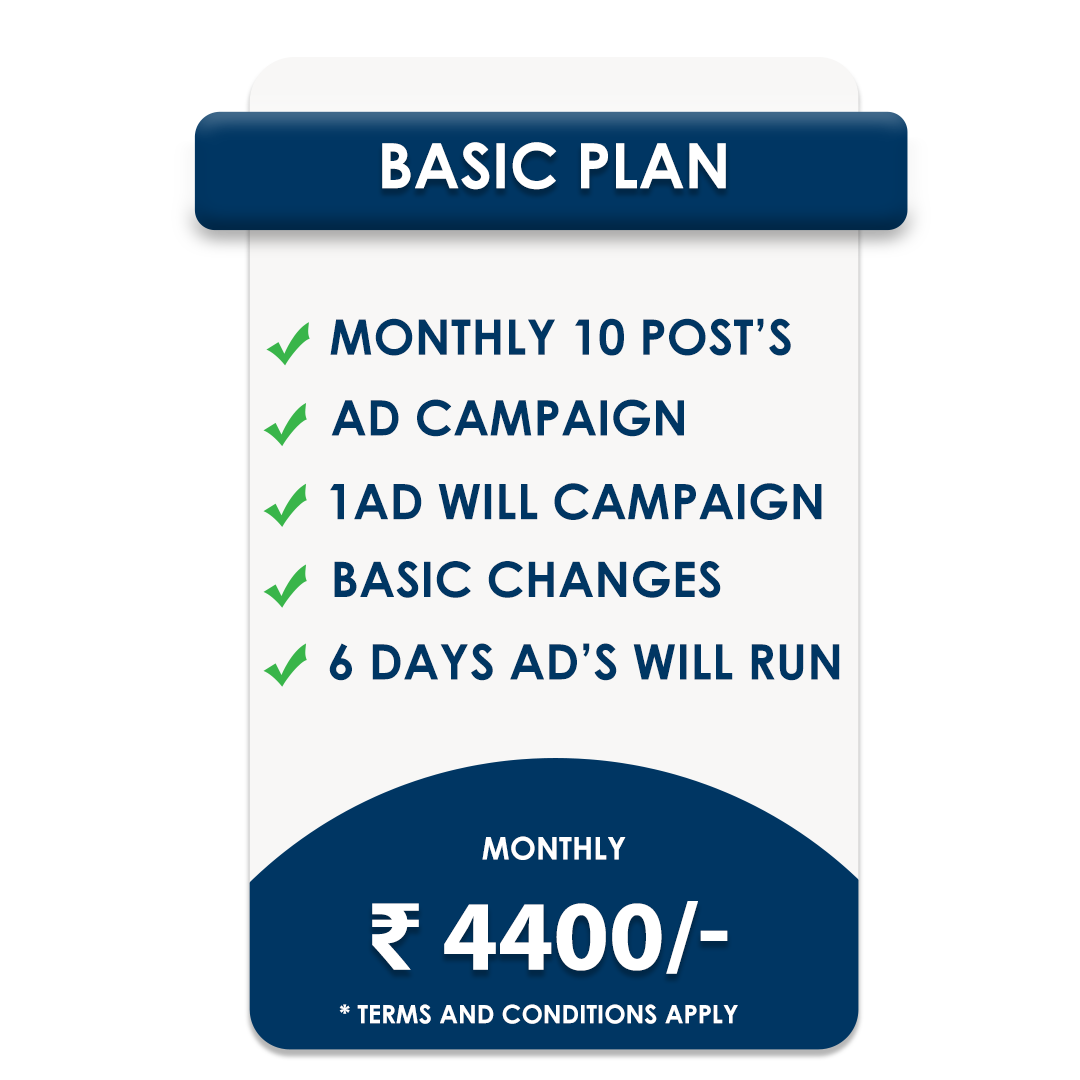 BASIC PLAN
MONTHLY 10 POST’S
AD CAMPAIGN
1AD WILL CAMPAIGN
BASIC CHANGES
6 DAYS AD’S WILL RUN
MONTHLY
₹ 4400/-
* TERMS AND CONDITIONS APPLY